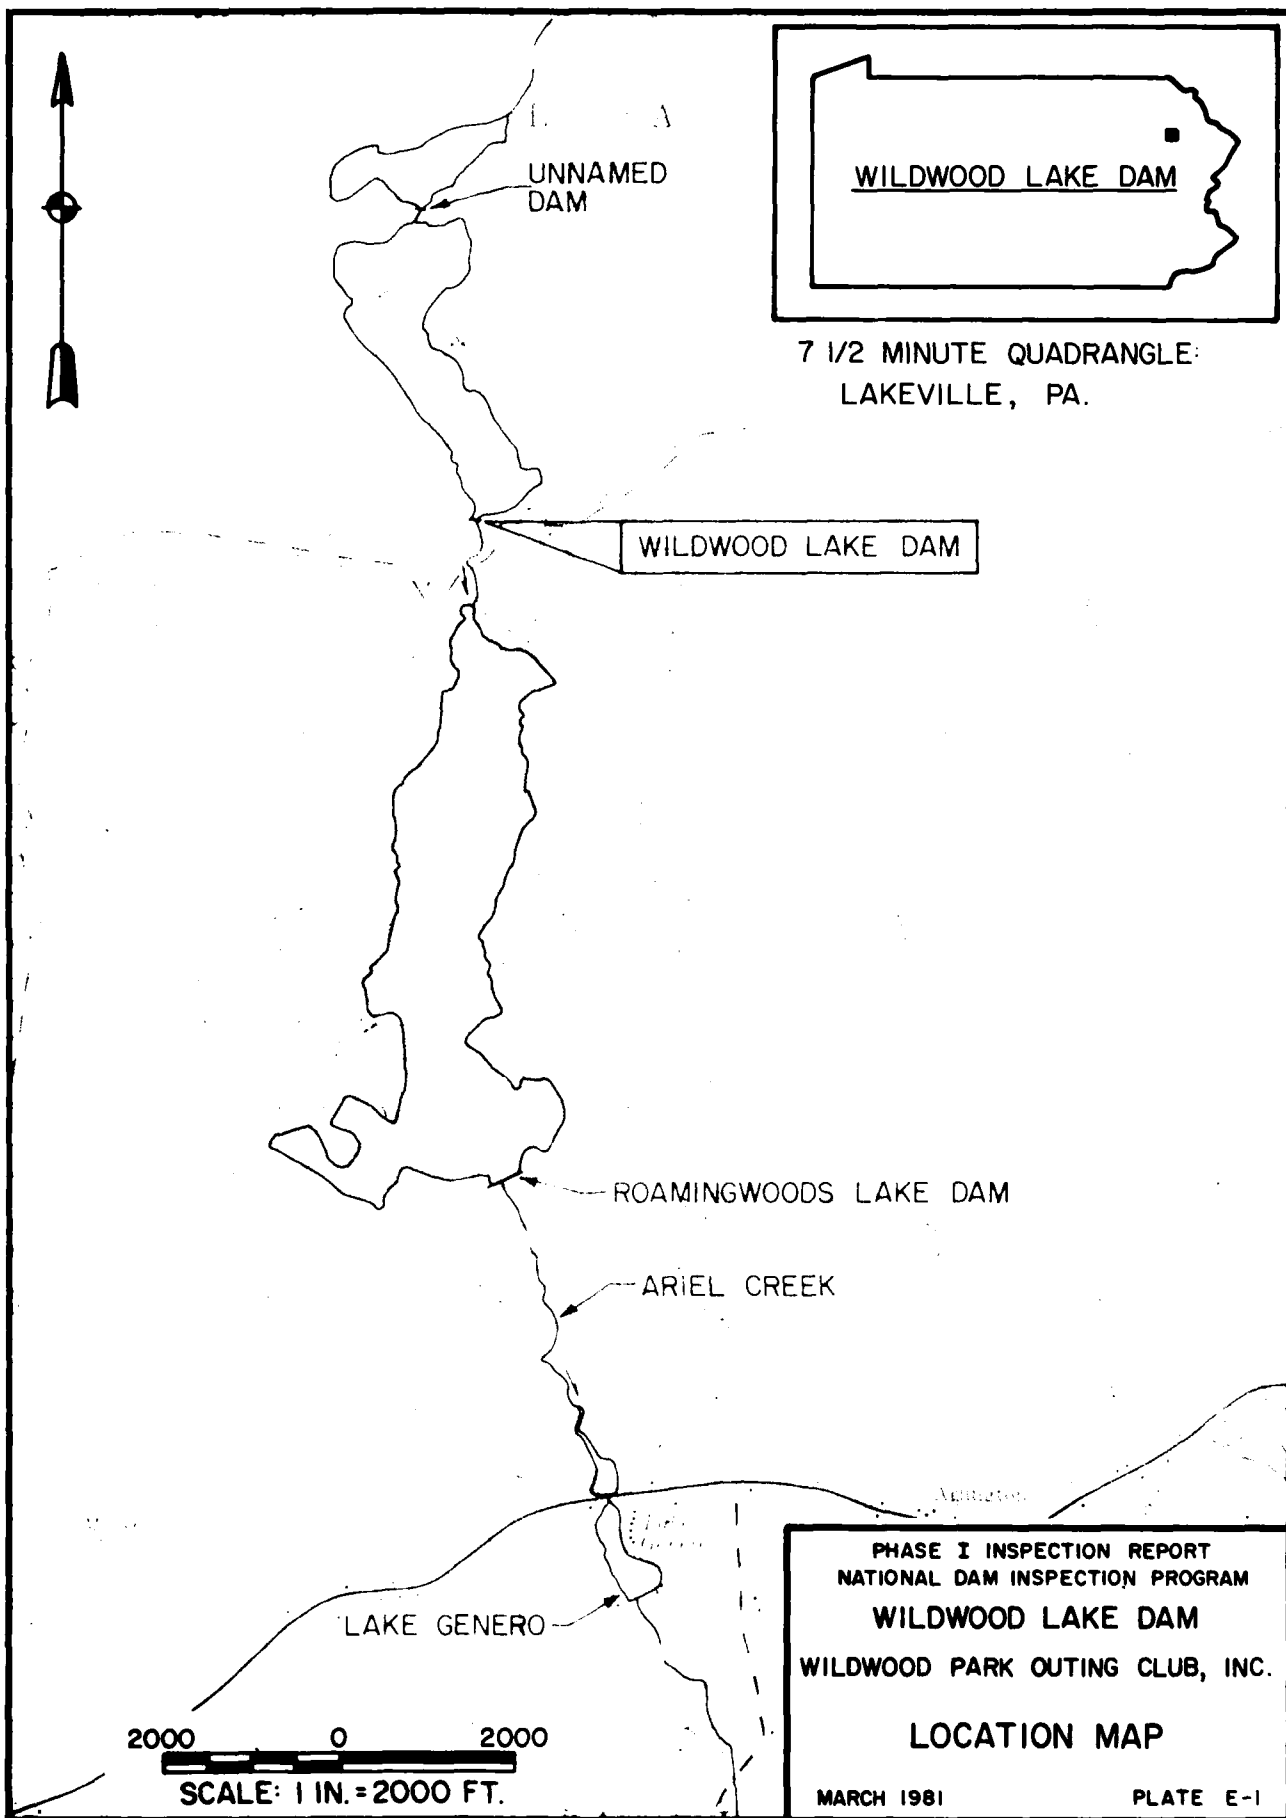 UNNAMED
DAM
WILDWOOD LAKE DAM
7 1/2 MINUTE QUADRANGLE:
LAKEVILLE, PA.
WILDWOOD LAKE DAM
ROAMINGWOODS LAKE DAM
ARIEL CREEK
LAKE GENERO
2000 0 2000
SCALE: 1 IN. = 2000 FT.
PHASE I INSPECTION REPORT
NATIONAL DAM INSPECTION PROGRAM
WILDWOOD LAKE DAM
WILDWOOD PARK OUTING CLUB, INC.
LOCATION MAP
MARCH 1981 PLATE E-1